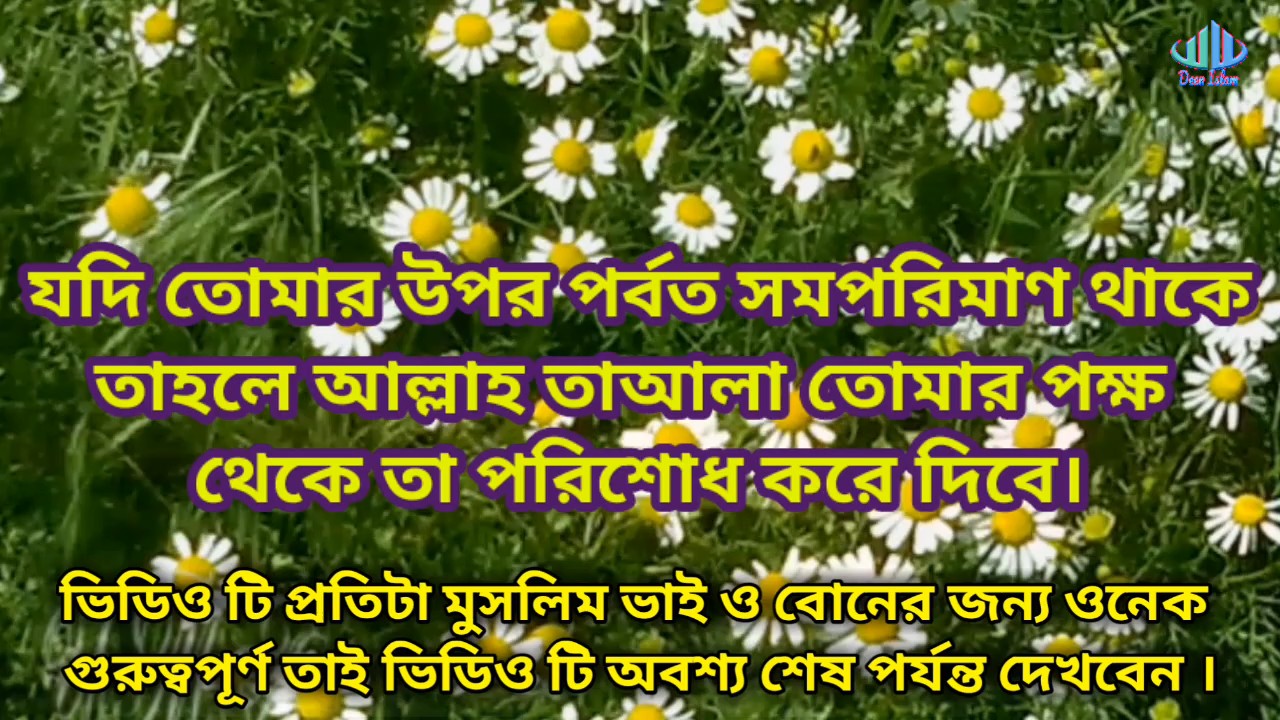 Deen Islam
যদি তোমার উপর পর্বত সমপরিমাণ থাকে
তাহলে আল্লাহ তাআলা তোমার পক্ষ
থেকে তা পরিশোধ করে দিবে।
ভিডিও টি প্রতিটা মুসলিম ভাই ও বোনের জন্য ওনেক
গুরুত্বপূর্ণ তাই ভিডিও টি অবশ্য শেষ পর্যন্ত দেখবেন ।